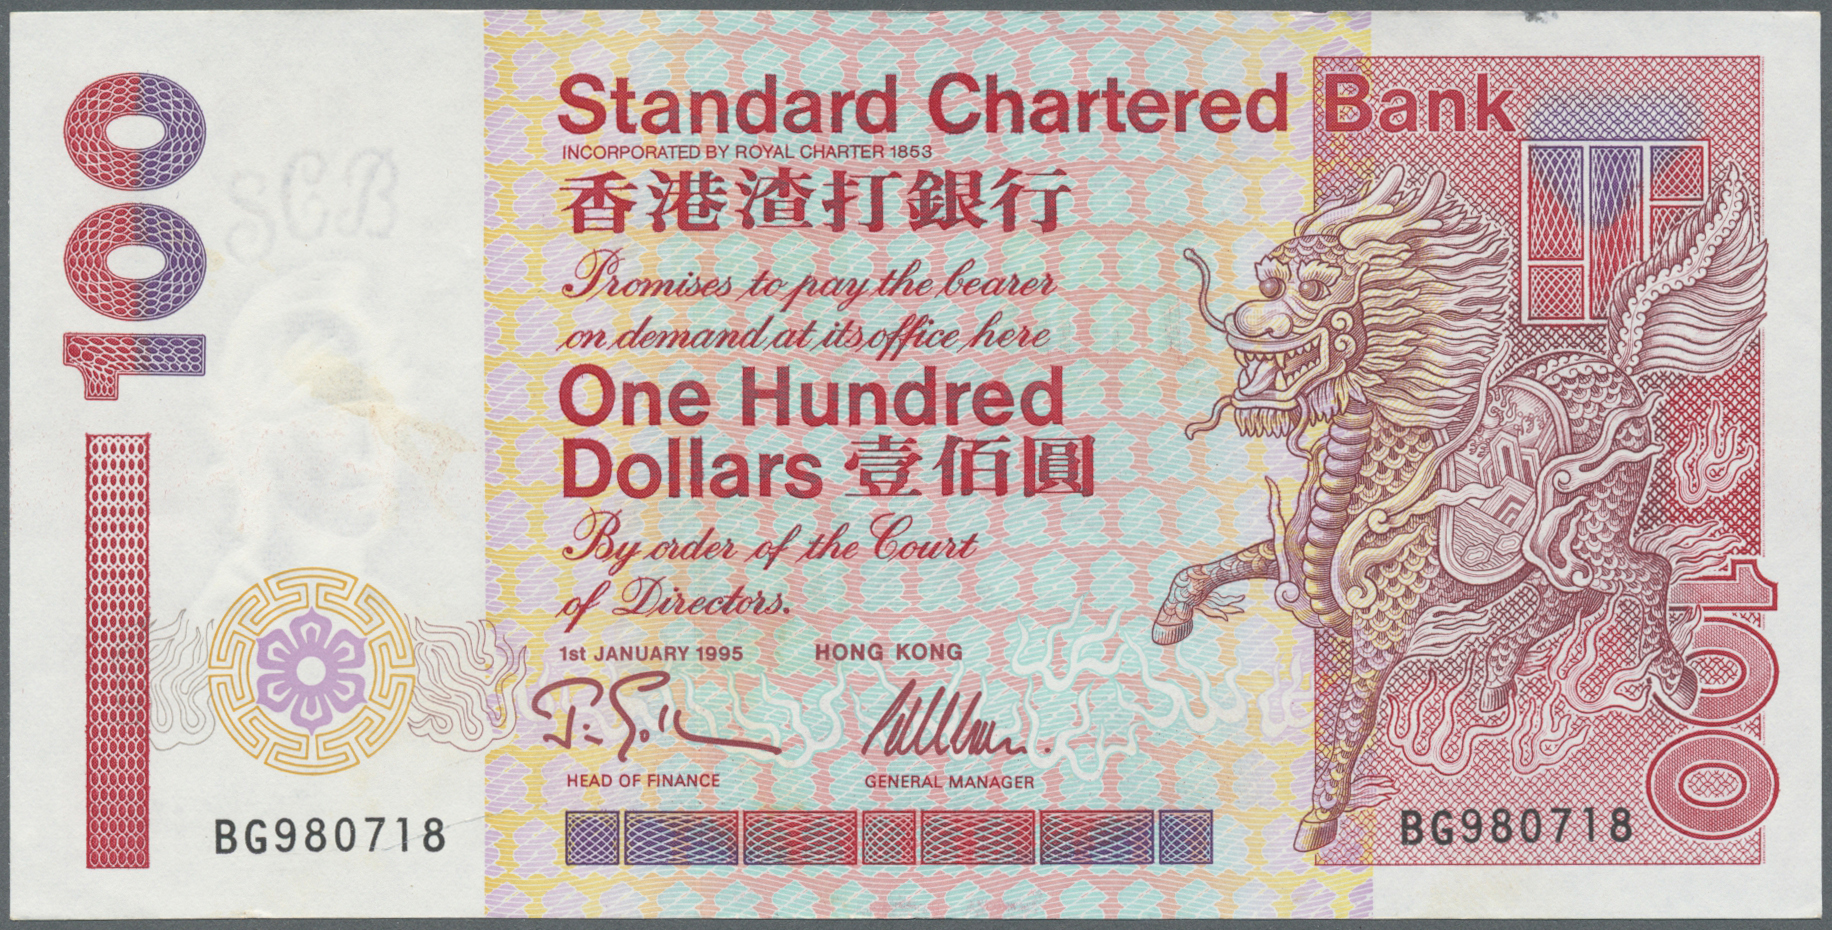 100
SCB
Standard Chartered Bank
INCORPORATED BY ROYAL CHARTER 1853
香港渣打銀行
Promises to pay the bearer
on demand at its office here
One Hundred
Dollars 壹佰圓
By order of the Court
of Directors.
1st JANUARY 1995 HONG KONG
HEAD OF FINANCE GENERAL MANAGER
BG980718 BG980718
100